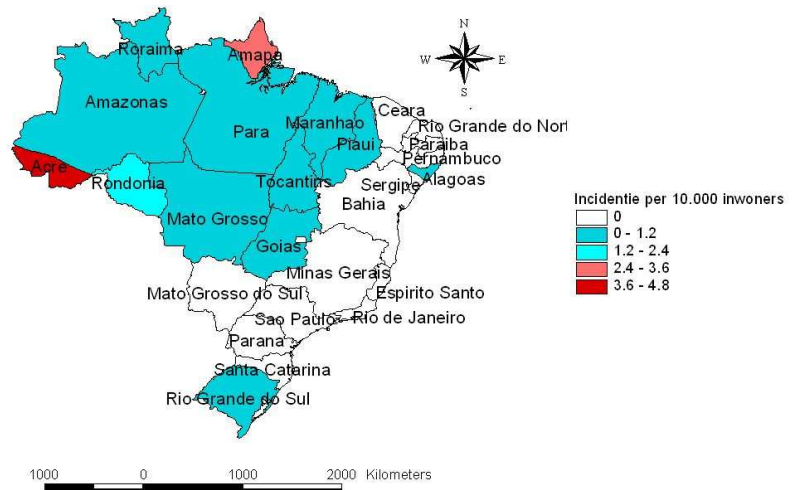 N
W E
S
Roraima
Amapa
Amazonas
Para
Maranhao
Ceara
Rio Grande do Nort
Piaui
Paraiba
Pernambuco
Acre
Rondonia
Tocantins
Alagoas
Sergipe
Bahia
Mato Grosso
Goias
Minas Gerais
Mato Grosso do Sul
Espirito Santo
Sao Paulo
Rio de Janeiro
Parana
Santa Catarina
Rio Grande do Sul
Incidentie per 10.000 inwoners
0
0 - 1.2
1.2 - 2.4
2.4 - 3.6
3.6 - 4.8
1000 0 1000 2000 Kilometers